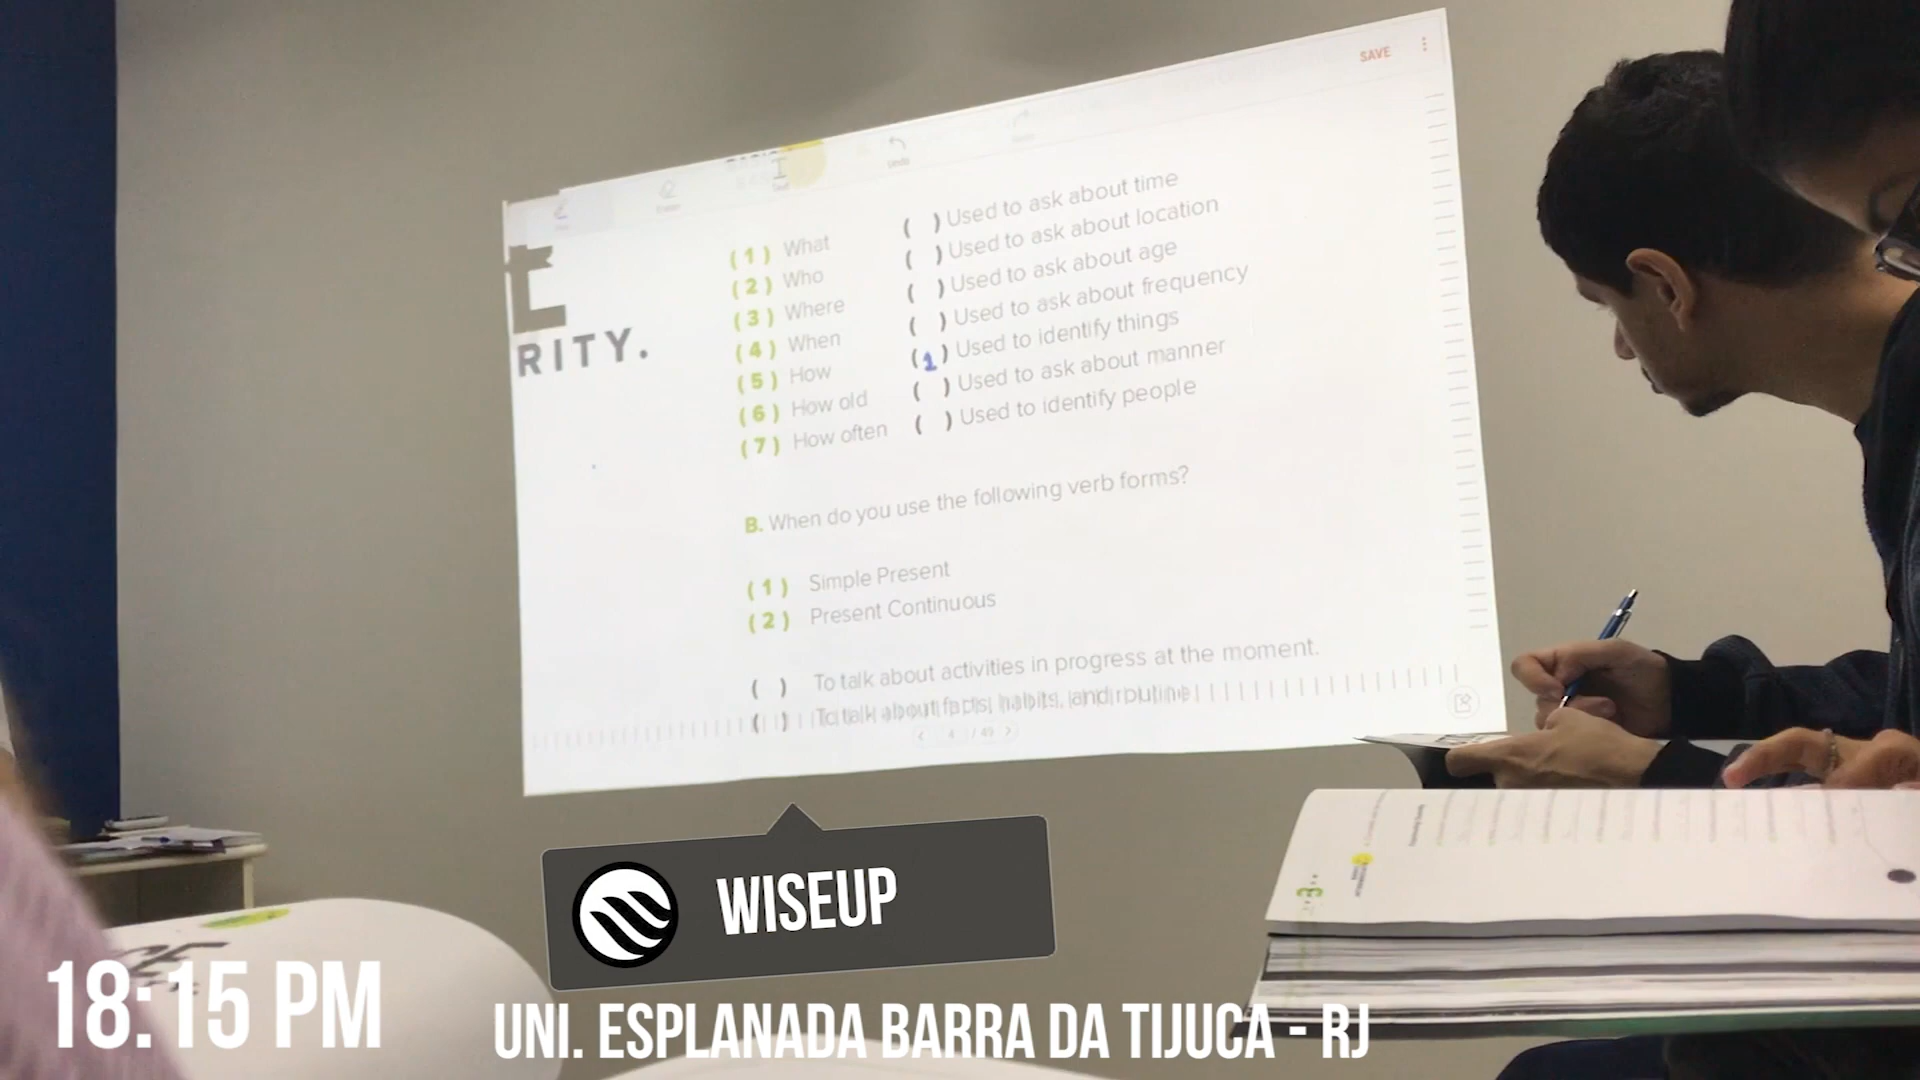 SAVE
Undo
Text
RITY.
(1) What
(2) Who
(3) Where
(4) When
(5) How
(6) How old
(7) How often
( ) Used to ask about time
( ) Used to ask about location
( ) Used to ask about age
( ) Used to ask about frequency
(1) Used to identify things
( ) Used to ask about manner
( ) Used to identify people
B. When do you use the following verb forms?
(1) Simple Present
(2) Present Continuous
( ) To talk about activities in progress at the moment.
( ) To talk about facts, habits, and routine
4 / 49
WISEUP
18:15 PM
UNI. ESPLANADA BARRA DA TIJUCA - RJ